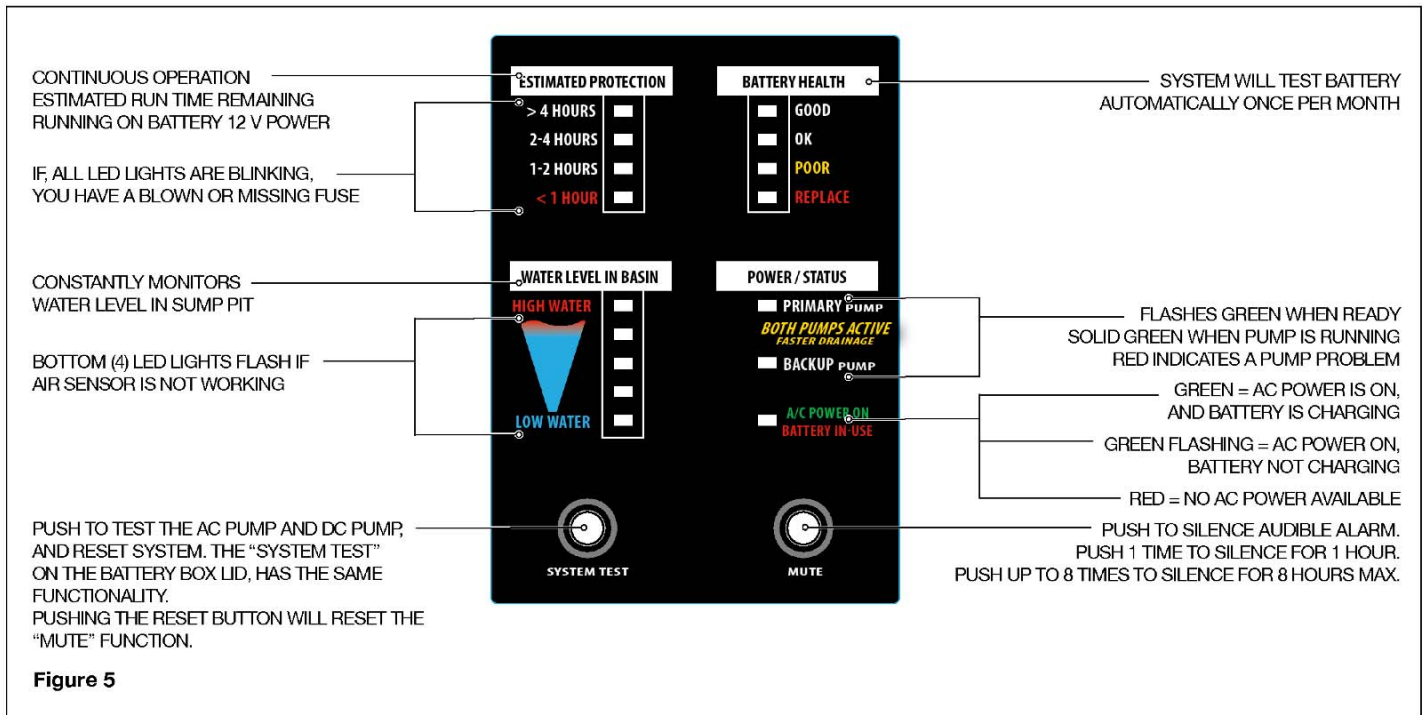 CONTINUOUS OPERATION
ESTIMATED RUN TIME REMAINING
RUNNING ON BATTERY 12 V POWER
IF, ALL LED LIGHTS ARE BLINKING,
YOU HAVE A BLOWN OR MISSING FUSE
CONSTANTLY MONITORS
WATER LEVEL IN SUMP PIT
BOTTOM (4) LED LIGHTS FLASH IF
AIR SENSOR IS NOT WORKING
PUSH TO TEST THE AC PUMP AND DC PUMP,
AND RESET SYSTEM. THE “SYSTEM TEST”
ON THE BATTERY BOX LID, HAS THE SAME
FUNCTIONALITY.
PUSHING THE RESET BUTTON WILL RESET THE
“MUTE” FUNCTION.
ESTIMATED PROTECTION
> 4 HOURS
2-4 HOURS
1-2 HOURS
< 1 HOUR
BATTERY HEALTH
GOOD
OK
POOR
REPLACE
WATER LEVEL IN BASIN
HIGH WATER
LOW WATER
POWER / STATUS
PRIMARY PUMP
BOTH PUMPS ACTIVE
FASTER DRAINAGE
BACKUP PUMP
A/C POWER ON
BATTERY IN-USE
SYSTEM TEST
MUTE
SYSTEM WILL TEST BATTERY
AUTOMATICALLY ONCE PER MONTH
FLASHES GREEN WHEN READY
SOLID GREEN WHEN PUMP IS RUNNING
RED INDICATES A PUMP PROBLEM
GREEN = AC POWER IS ON,
AND BATTERY IS CHARGING
GREEN FLASHING = AC POWER ON,
BATTERY NOT CHARGING
RED = NO AC POWER AVAILABLE
PUSH TO SILENCE AUDIBLE ALARM.
PUSH 1 TIME TO SILENCE FOR 1 HOUR.
PUSH UP TO 8 TIMES TO SILENCE FOR 8 HOURS MAX.
Figure 5